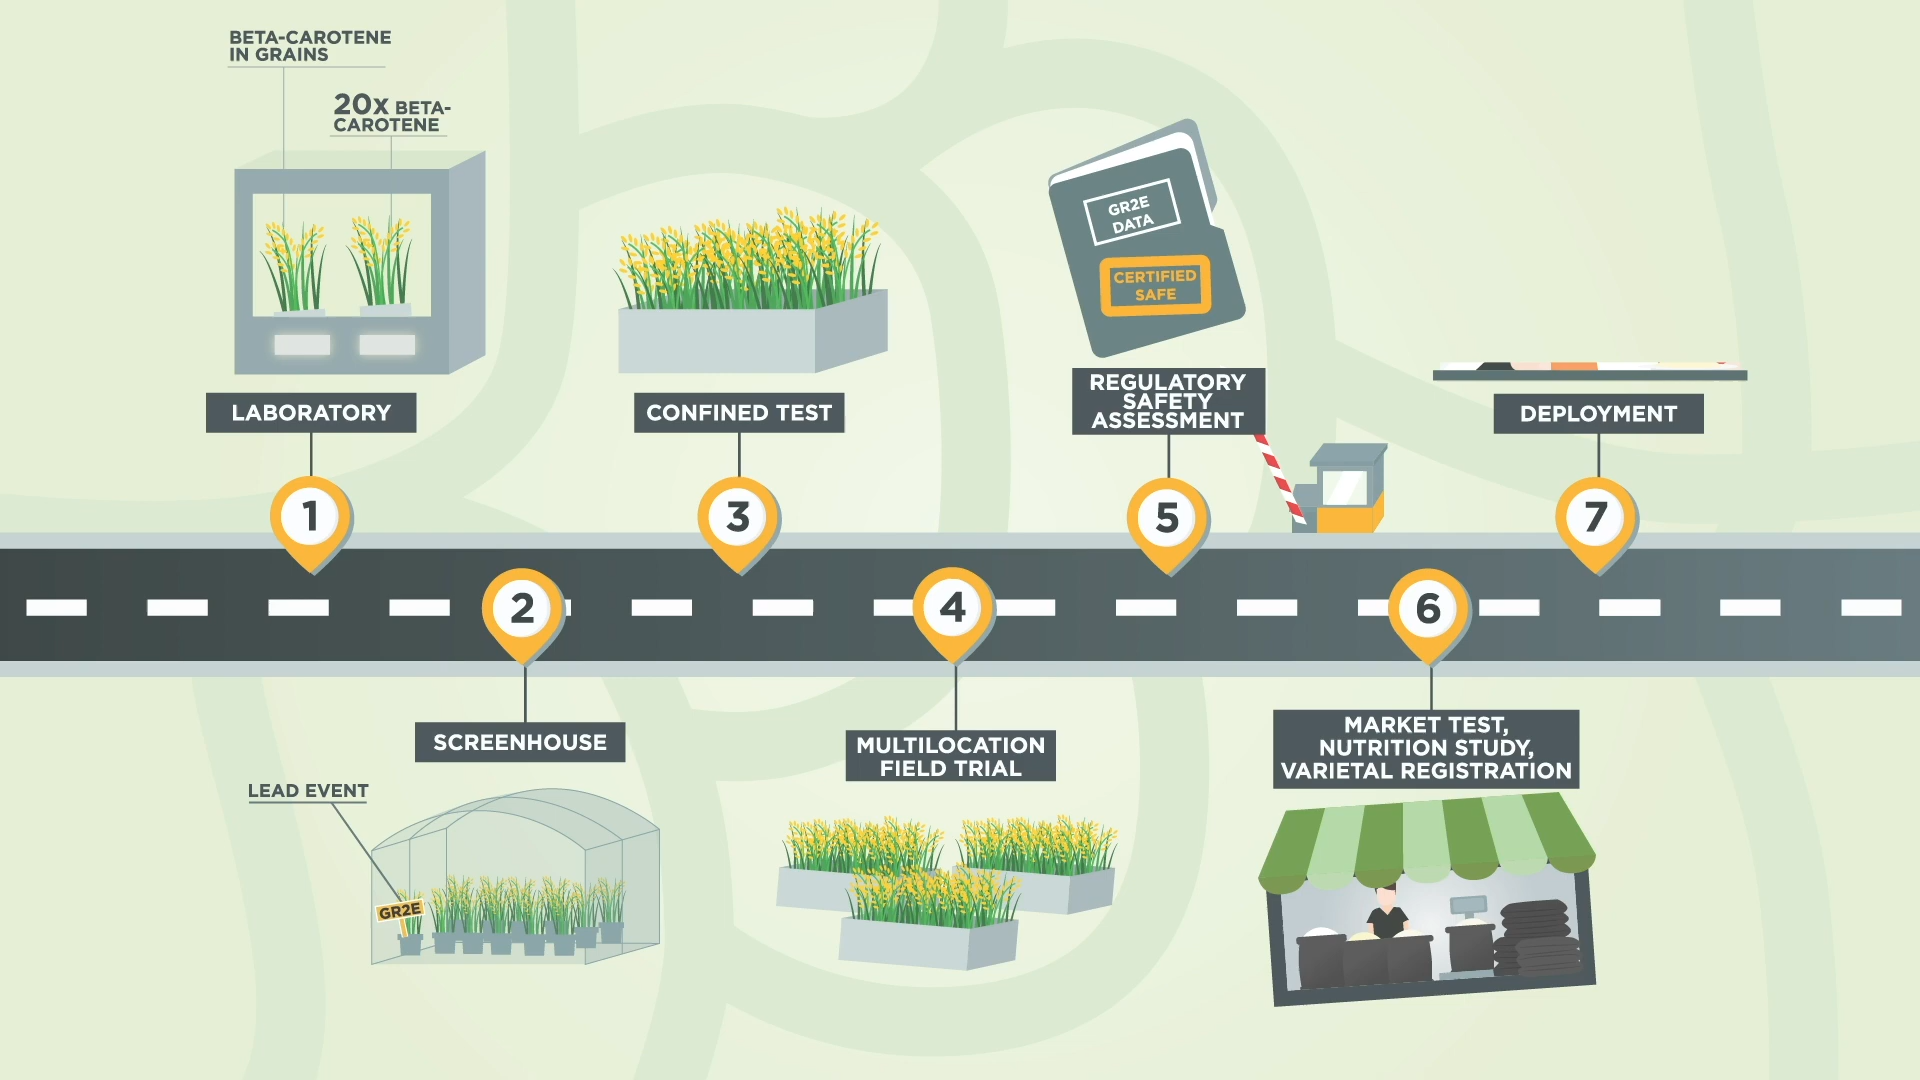 BETA-CAROTENE
IN GRAINS
20x BETA-
CAROTENE
LABORATORY
1
SCREENHOUSE
2
LEAD EVENT
GR2E
CONFINED TEST
3
MULTILOCATION
FIELD TRIAL
4
GR2E
DATA
CERTIFIED
SAFE
REGULATORY
SAFETY
ASSESSMENT
5
6
MARKET TEST,
NUTRITION STUDY,
VARIETAL REGISTRATION
DEPLOYMENT
7